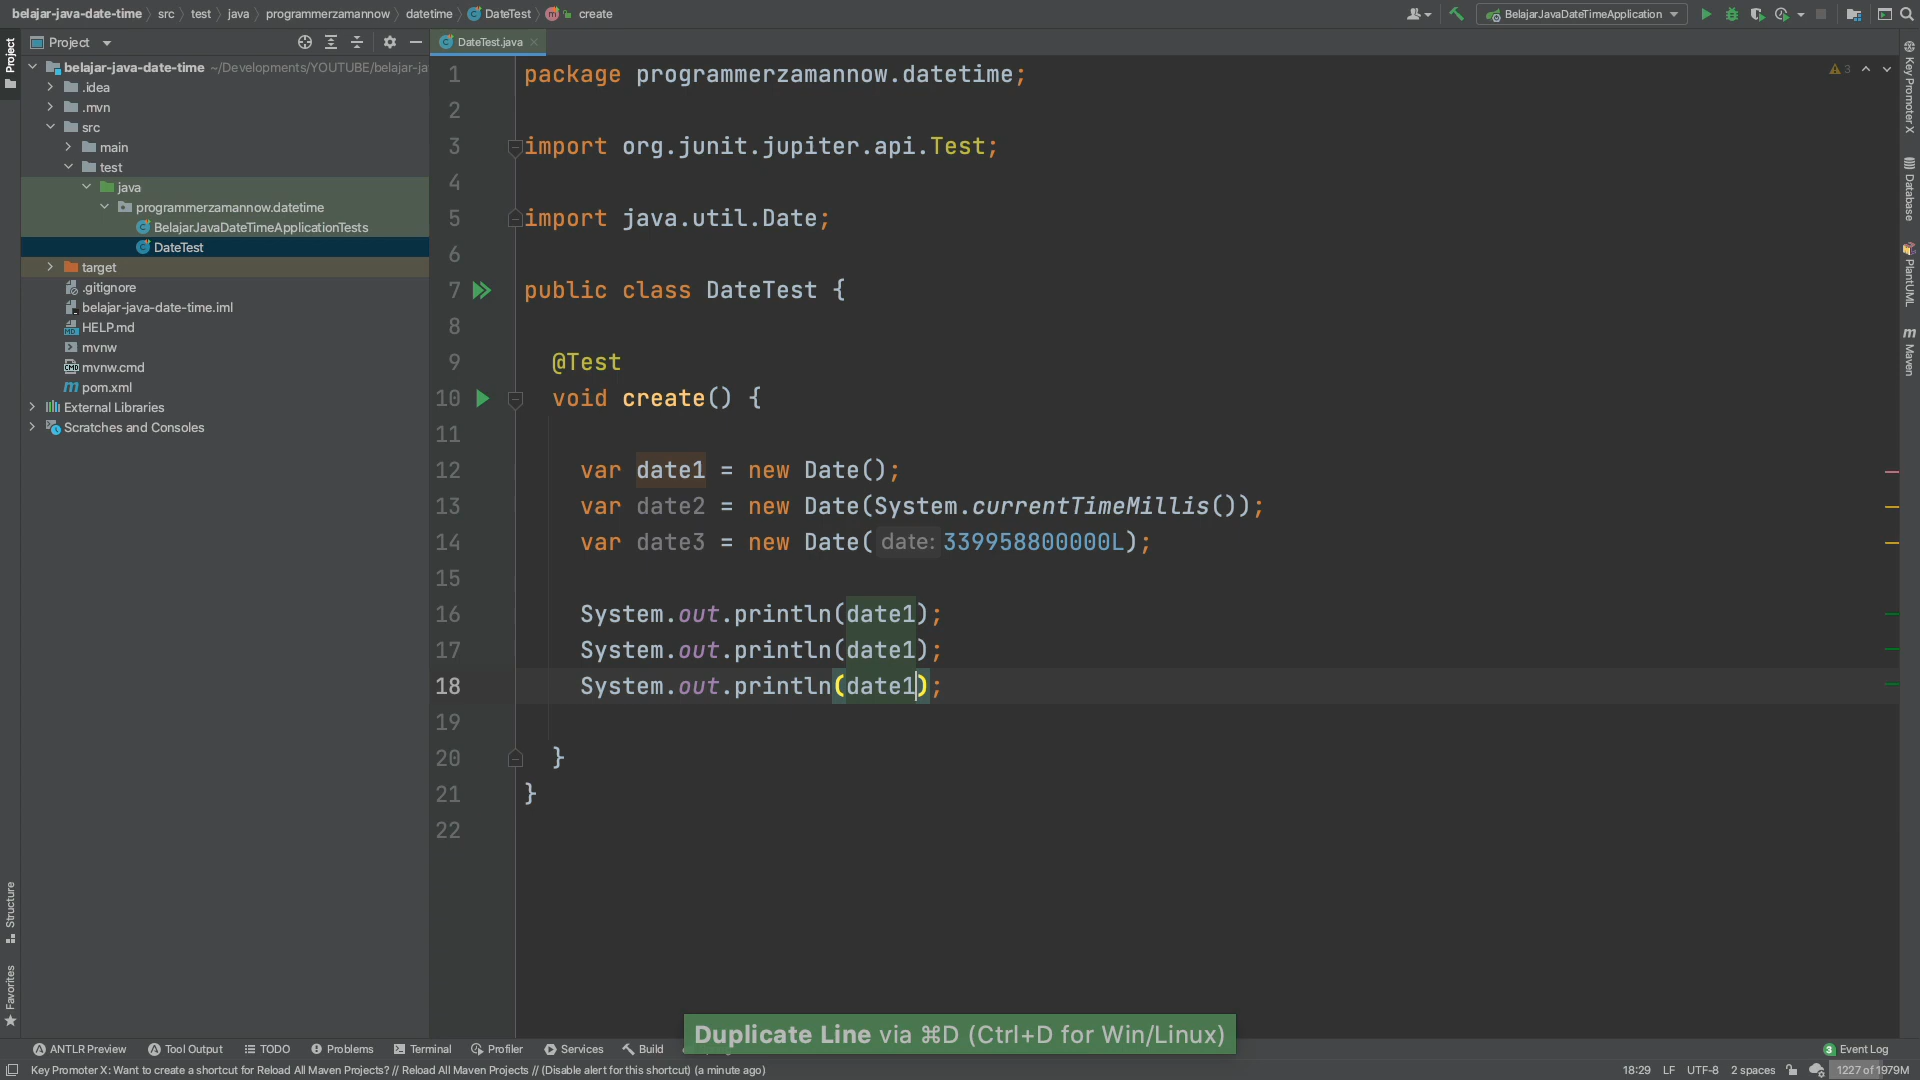 belajar-java-date-time src test java programmerzamannow datetime DateTest create
BelajarJavaDateTimeApplication
Project
DateTest.java
Project
belajar-java-date-time ~/Developments/YOUTUBE/belajar-ja
.idea
.mvn
src
main
test
java
programmerzamannow.datetime
BelajarJavaDateTimeApplicationTests
DateTest
target
.gitignore
belajar-java-date-time.iml
HELP.md
mvnw
mvnw.cmd
pom.xml
External Libraries
Scratches and Consoles
Structure
Favorites
3
1 package programmerzamannow.datetime;
2
3 import org.junit.jupiter.api.Test;
4
5 import java.util.Date;
6
7 public class DateTest {
8
9 @Test
10 void create() {
11
12 var date1 = new Date();
13 var date2 = new Date(System.currentTimeMillis());
14 var date3 = new Date( date: 339958800000L);
15
16 System.out.println(date1);
17 System.out.println(date1);
18 System.out.println(date1);
19
20 }
21 }
22
Key Promoter X
Database
PlantUML
Maven
Duplicate Line via ⌘D (Ctrl+D for Win/Linux)
ANTLR Preview Tool Output TODO Problems Terminal Profiler Services Build
3 Event Log
Key Promoter X: Want to create a shortcut for Reload All Maven Projects? // Reload All Maven Projects // (Disable alert for this shortcut) (a minute ago)
18:29 LF UTF-8 2 spaces 1227 of 1979M